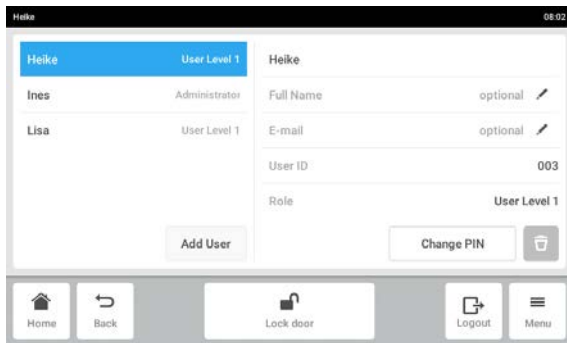 Heike 08:02
Heike User Level 1
Ines Administrator
Lisa User Level 1
Add User
Heike
Full Name optional
E-mail optional
User ID 003
Role User Level 1
Change PIN
Home
Back
Lock door
Logout
Menu